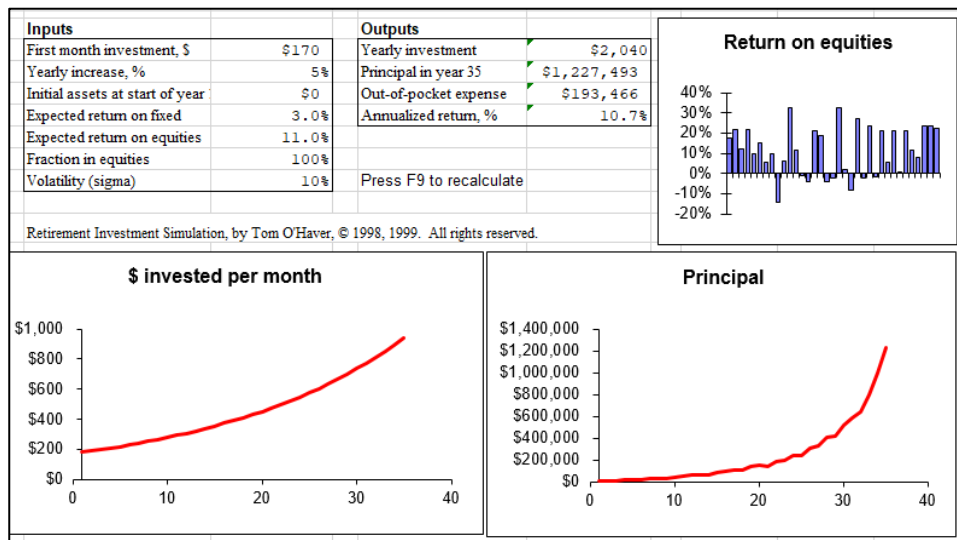 Inputs
First month investment, $ $170
Yearly increase, % 5%
Initial assets at start of year $0
Expected return on fixed 3.0%
Expected return on equities 11.0%
Fraction in equities 100%
Volatility (sigma) 10%
Outputs
Yearly investment $2,040
Principal in year 35 $1,227,493
Out-of-pocket expense $193,466
Annualized return, % 10.7%
Press F9 to recalculate
Retirement Investment Simulation, by Tom O'Haver, © 1998, 1999. All rights reserved.
Return on equities
40%
30%
20%
10%
0%
-10%
-20%
$ invested per month
$1,000
$800
$600
$400
$200
$0
0 10 20 30 40
Principal
$1,400,000
$1,200,000
$1,000,000
$800,000
$600,000
$400,000
$200,000
$0
0 10 20 30 40